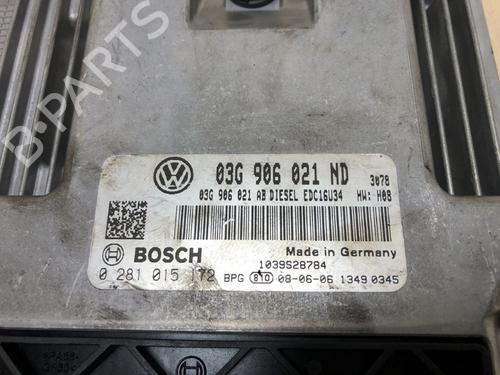 B-PARTS
03G 906 021 ND 3078
03G 906 021 AB DIESEL EDC16U34 HW: H08
BOSCH Made in Germany
1039S28784
0 281 015 172 BPG 810 08-06-06 1349 0345